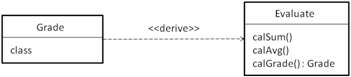 Grade
class
<<derive>>
Evaluate
calSum()
calAvg()
calGrade() : Grade